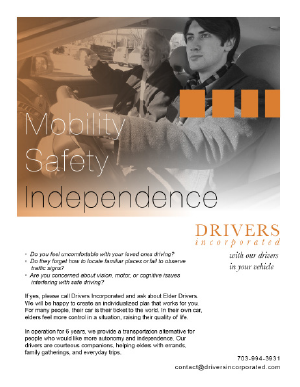 Mobility
Safety
Independence
DRIVERS
incorporated
with our drivers
in your vehicle
· Do you feel uncomfortable with your loved ones driving?
· Do they forget how to locate familiar places or fail to observe
traffic signs?
· Are you concerned about vision, motor, or cognitive issues
interfering with safe driving?
If yes, please call Drivers Incorporated and ask about Elder Drivers.
We will be happy to create an individualized plan that works for you.
For many people, their car is their ticket to the world. In their own car,
elders feel more control in a situation, raising their quality of life.
In operation for 6 years, we provide a transportation alternative for
people who would like more autonomy and independence. Our
drivers are courteous companions, helping elders with errands,
family gatherings, and everyday trips.
703-994-3931
contact@driversincorporated.com